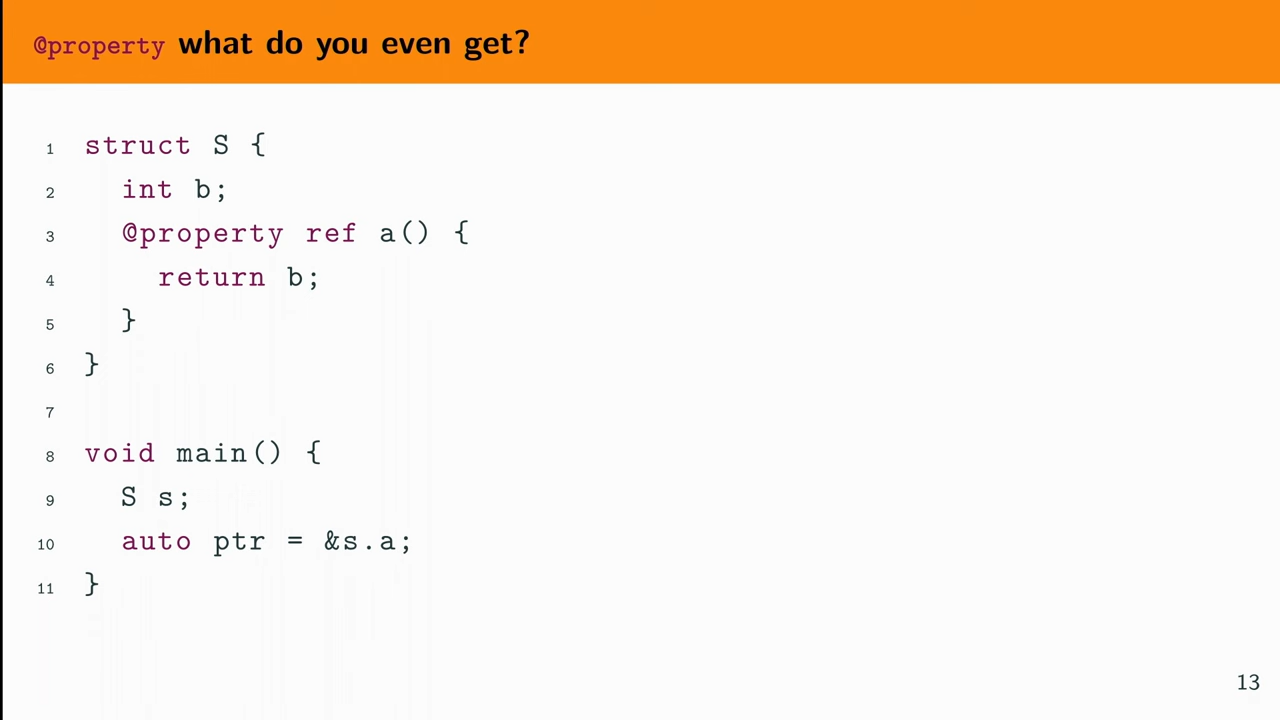 @property what do you even get?
1 struct S {
2   int b;
3   @property ref a() {
4     return b;
5   }
6 }
7
8 void main() {
9   S s;
10   auto ptr = &s.a;
11 }
13